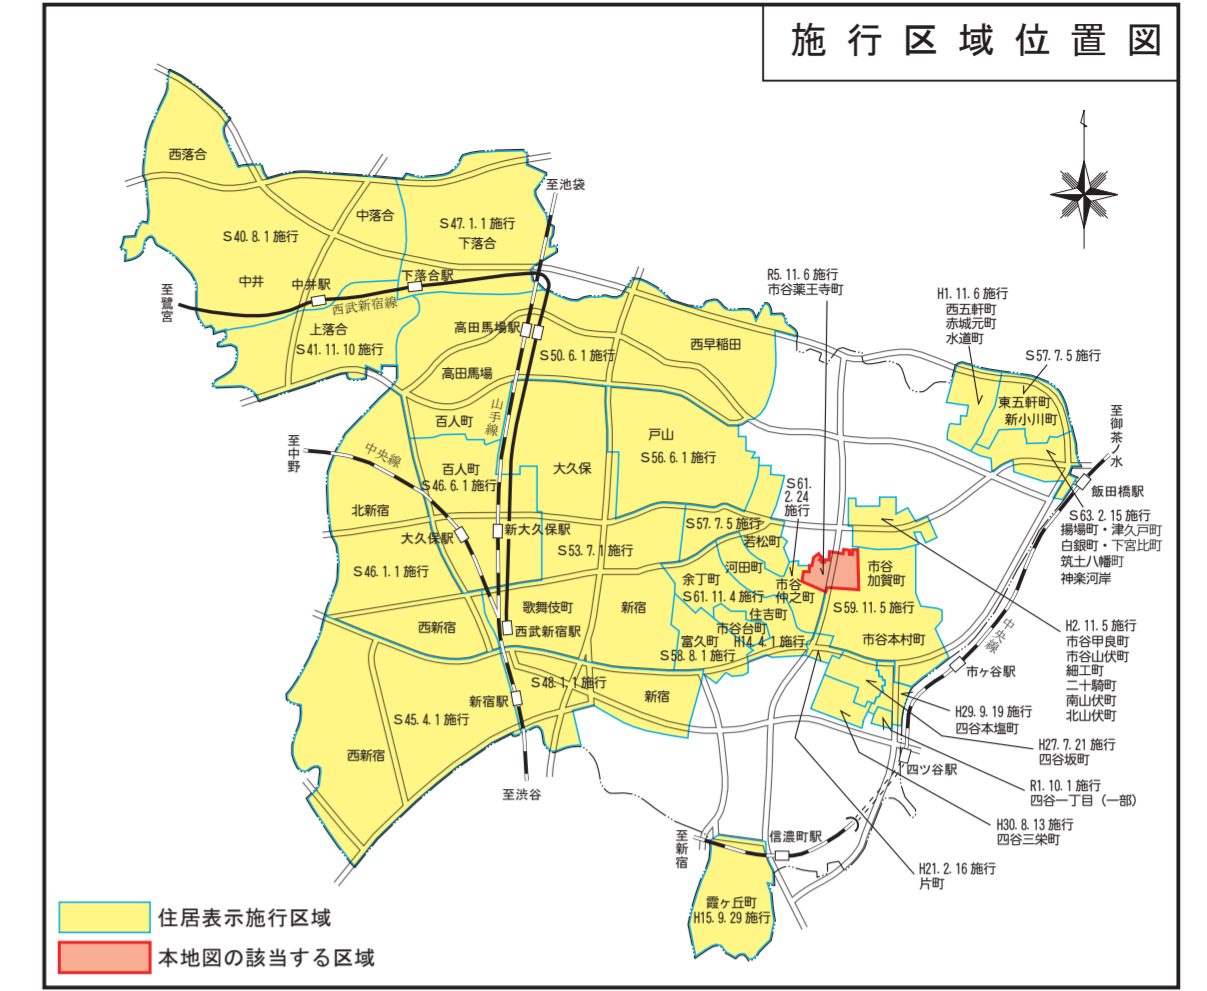 施行区域位置図
西落合
中落合
S40.8.1施行
中井
中井駅
S47.1.1施行
下落合
下落合駅
至池袋
至鷺宮
西武新宿線
上落合
S41.11.10施行
高田馬場駅
高田馬場
S50.6.1施行
西早稲田
R5.11.6施行
市谷薬王寺町
H1.11.6施行
西五軒町
赤城元町
水道町
S57.7.5施行
東五軒町
新小川町
至御茶ノ水
飯田橋駅
S63.2.15施行
揚場町・津久戸町
白銀町・下宮比町
筑土八幡町
神楽河岸
山手線
百人町
百人町
S46.6.1施行
至中野
中央線
北新宿
大久保駅
新大久保駅
大久保
戸山
S56.6.1施行
S61.
2.24
施行
S57.7.5施行
若松町
S53.7.1施行
S46.1.1施行
河田町
余丁町
S61.11.4施行
市谷
仲之町
市谷
加賀町
S59.11.5施行
歌舞伎町
新宿
西武新宿駅
西新宿
住吉町
市谷台町
H14.4.1施行
富久町
S58.8.1施行
市谷本村町
H2.11.5施行
市谷甲良町
市谷山伏町
細工町
二十騎町
南山伏町
北山伏町
中央線
市ヶ谷駅
新宿駅
S48.1.1施行
新宿
S45.4.1施行
西新宿
H29.9.19施行
四谷本塩町
H27.7.21施行
四谷坂町
四ツ谷駅
R1.10.1施行
四谷一丁目（一部）
至渋谷
H30.8.13施行
四谷三栄町
至新宿
信濃町駅
H21.2.16施行
片町
霞ヶ丘町
H15.9.29施行
住居表示施行区域
本地図の該当する区域